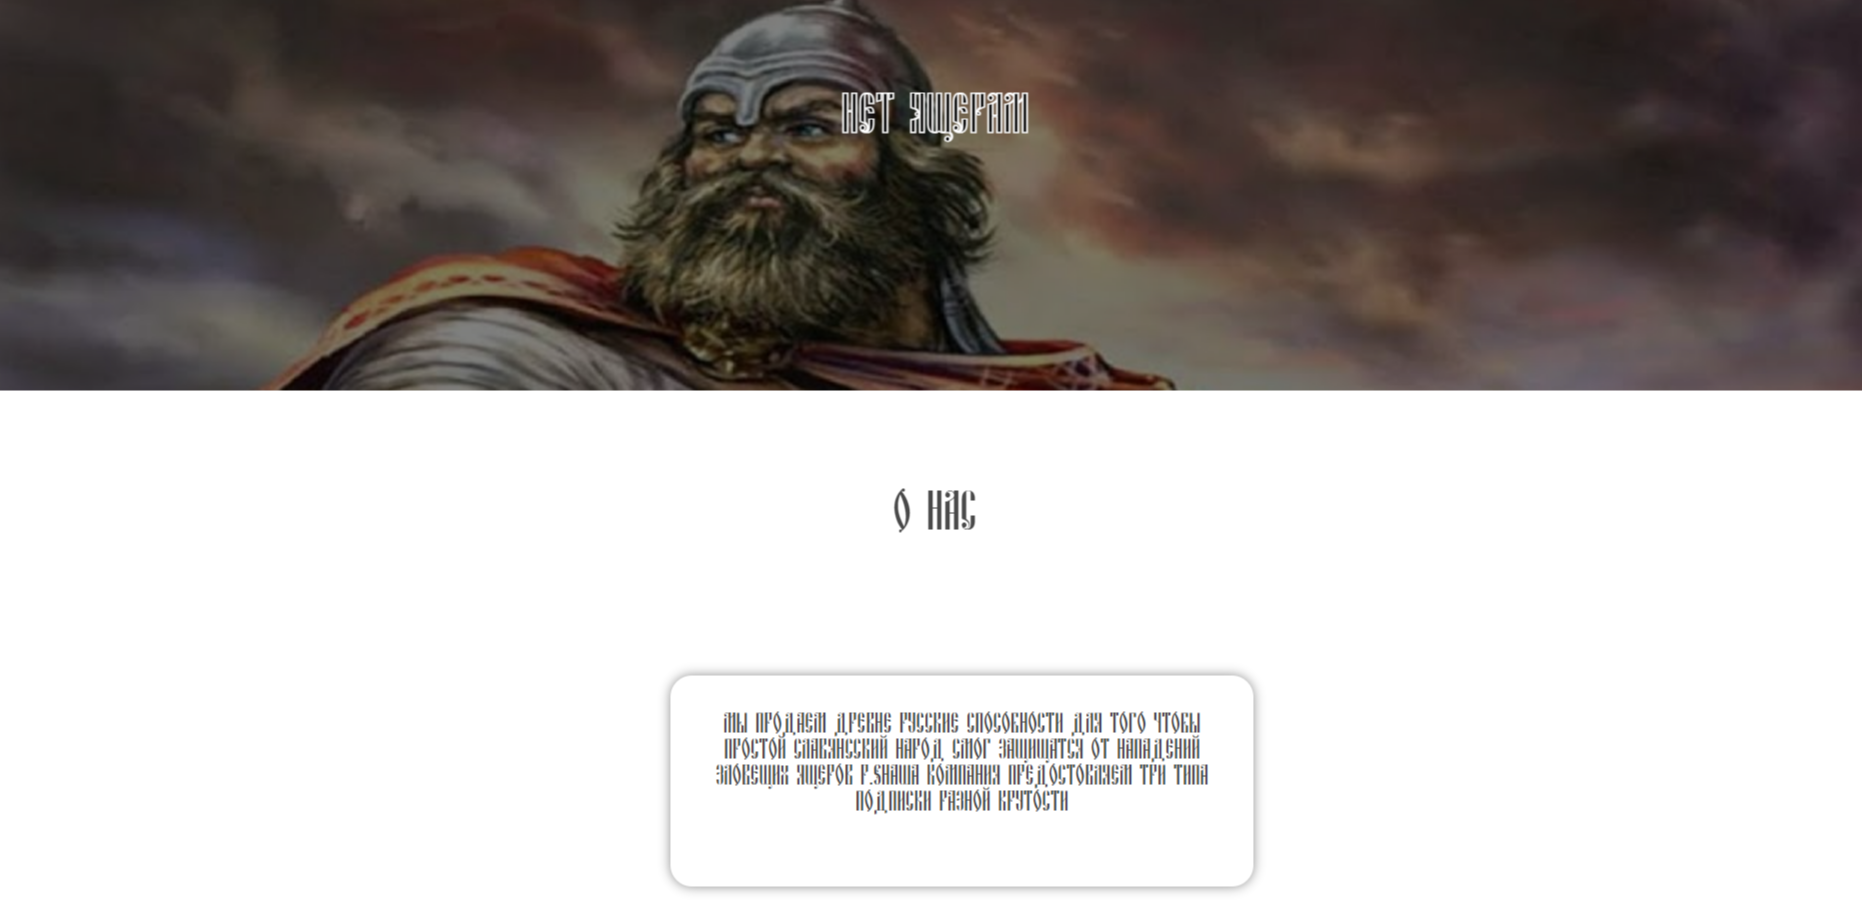 НЕТ ЯЩЕРАМ
О НАС
МЫ ПРОДАЕМ ДРЕВНЕ РУССКИЕ СПОСОБНОСТИ ДЛЯ ТОГО ЧТОБЫ
ПРОСТОЙ СЛАВЯНССКИЙ НАРОД СМОГ ЗАЩИЩАТСЯ ОТ НАПАДЕНИЙ
ЗЛОВЕЩИХ ЯЩЕРОВ P.SНАША КОМПАНИЯ ПРЕДОСТОВЛЯЕМ ТРИ ТИПА
ПОДПИСКИ РАЗНОЙ КРУТОСТИ